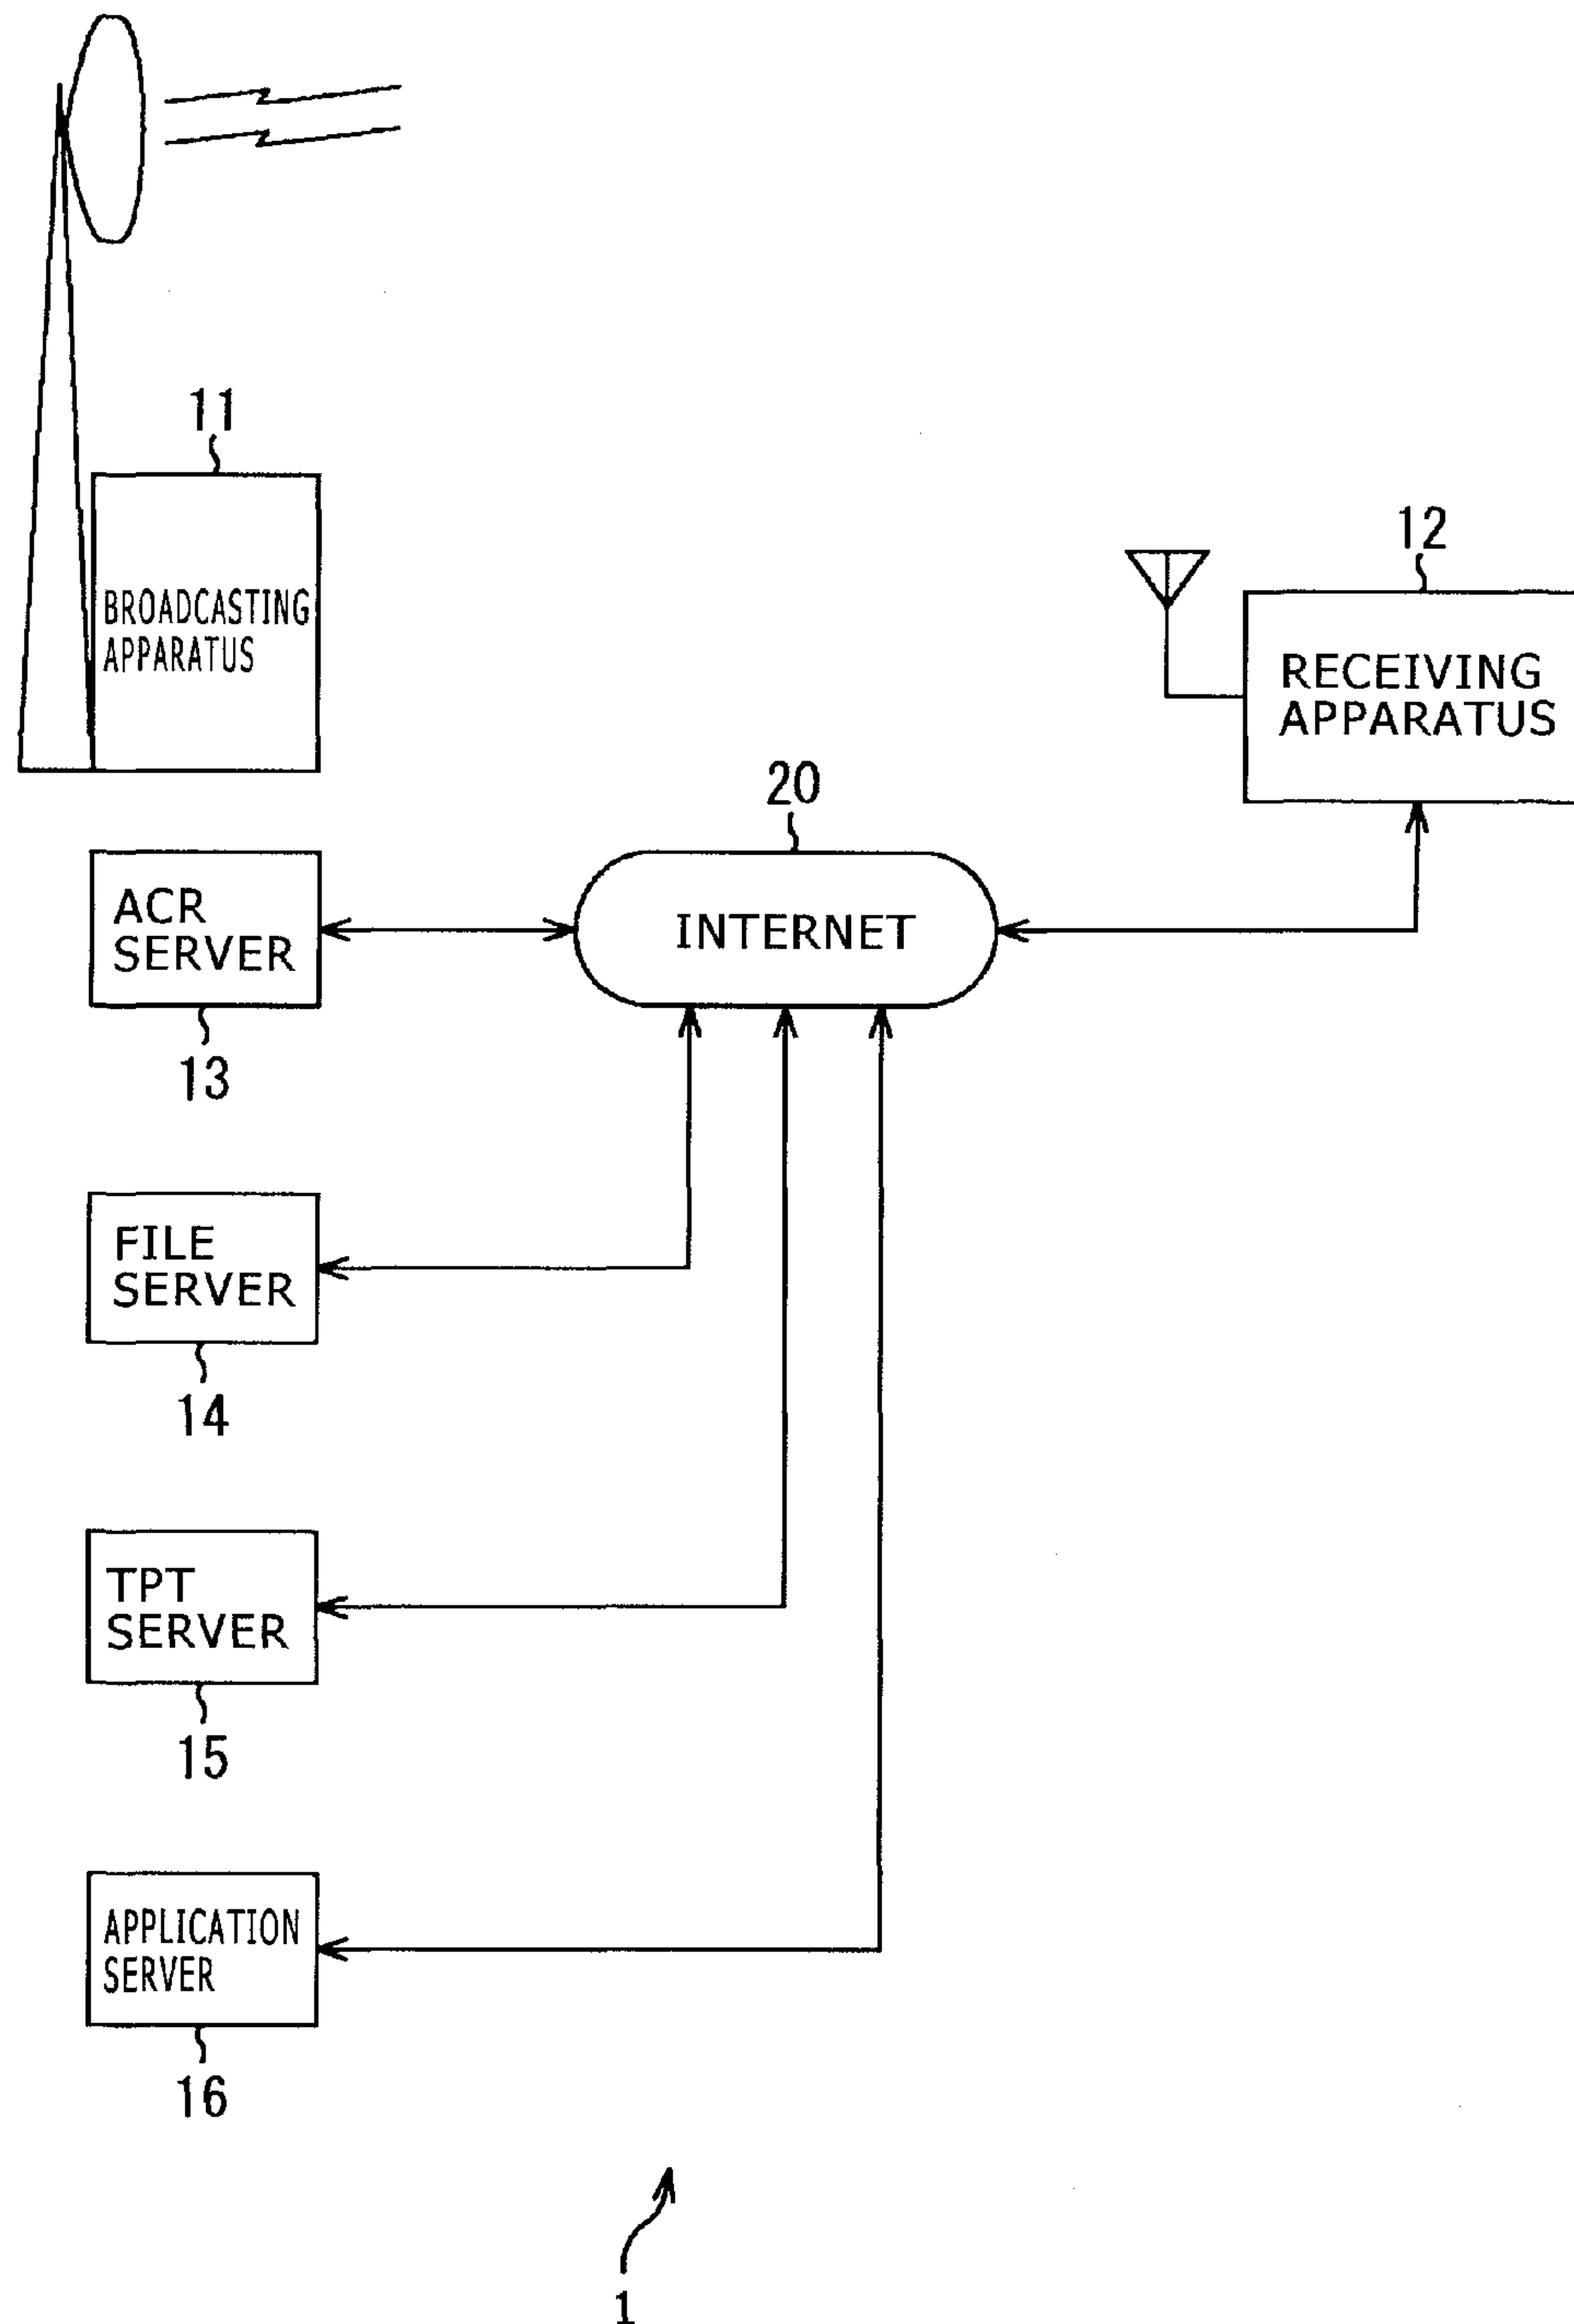 11
BROADCASTING
APPARATUS
12
RECEIVING
APPARATUS
20
INTERNET
ACR
SERVER
13
FILE
SERVER
14
TPT
SERVER
15
APPLICATION
SERVER
16
1